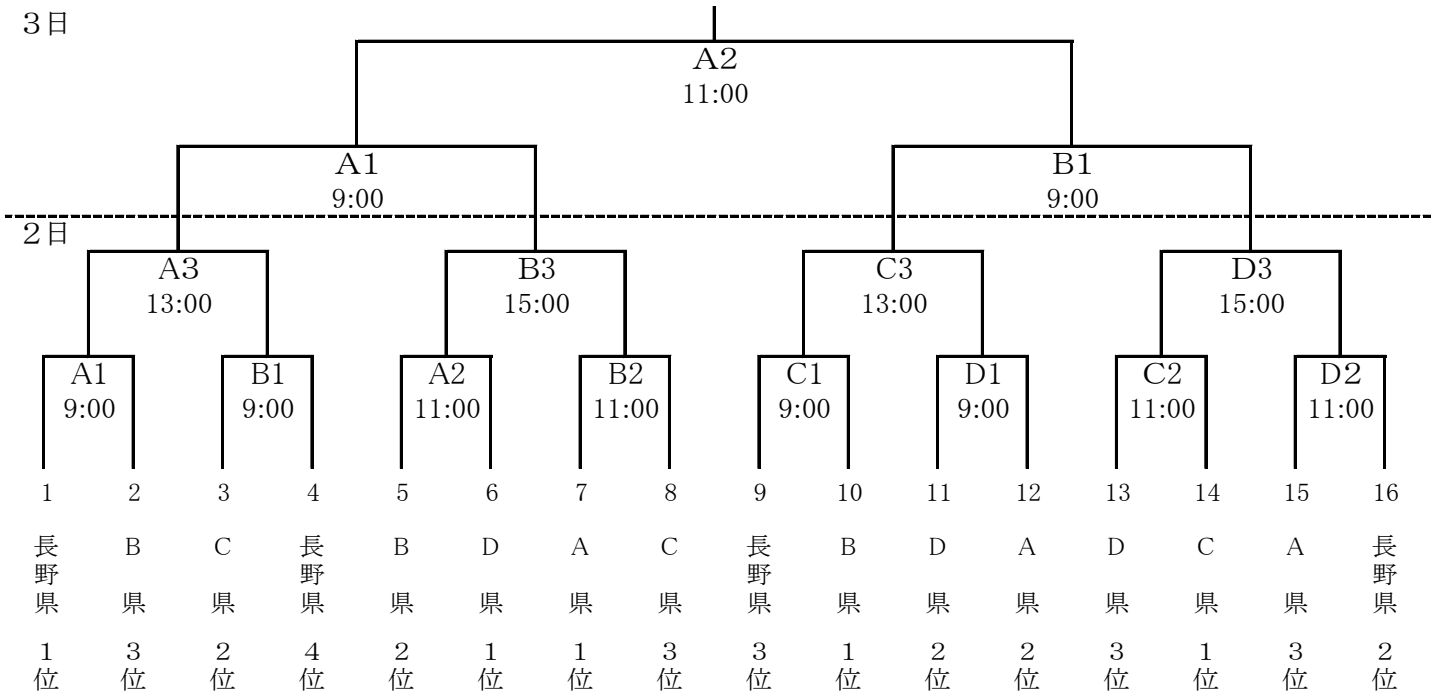 ３日
A2
11:00
A1 B1
9:00 9:00
２日
A3 B3 C3 D3
13:00 15:00 13:00 15:00
A1 B1 A2 B2 C1 D1 C2 D2
9:00 9:00 11:00 11:00 9:00 9:00 11:00 11:00
1 2 3 4 5 6 7 8 9 10 11 12 13 14 15 16
長野県１位
B県３位
C県２位
長野県４位
B県２位
D県１位
A県１位
C県３位
長野県３位
B県１位
D県２位
A県２位
D県３位
C県１位
A県３位
長野県２位